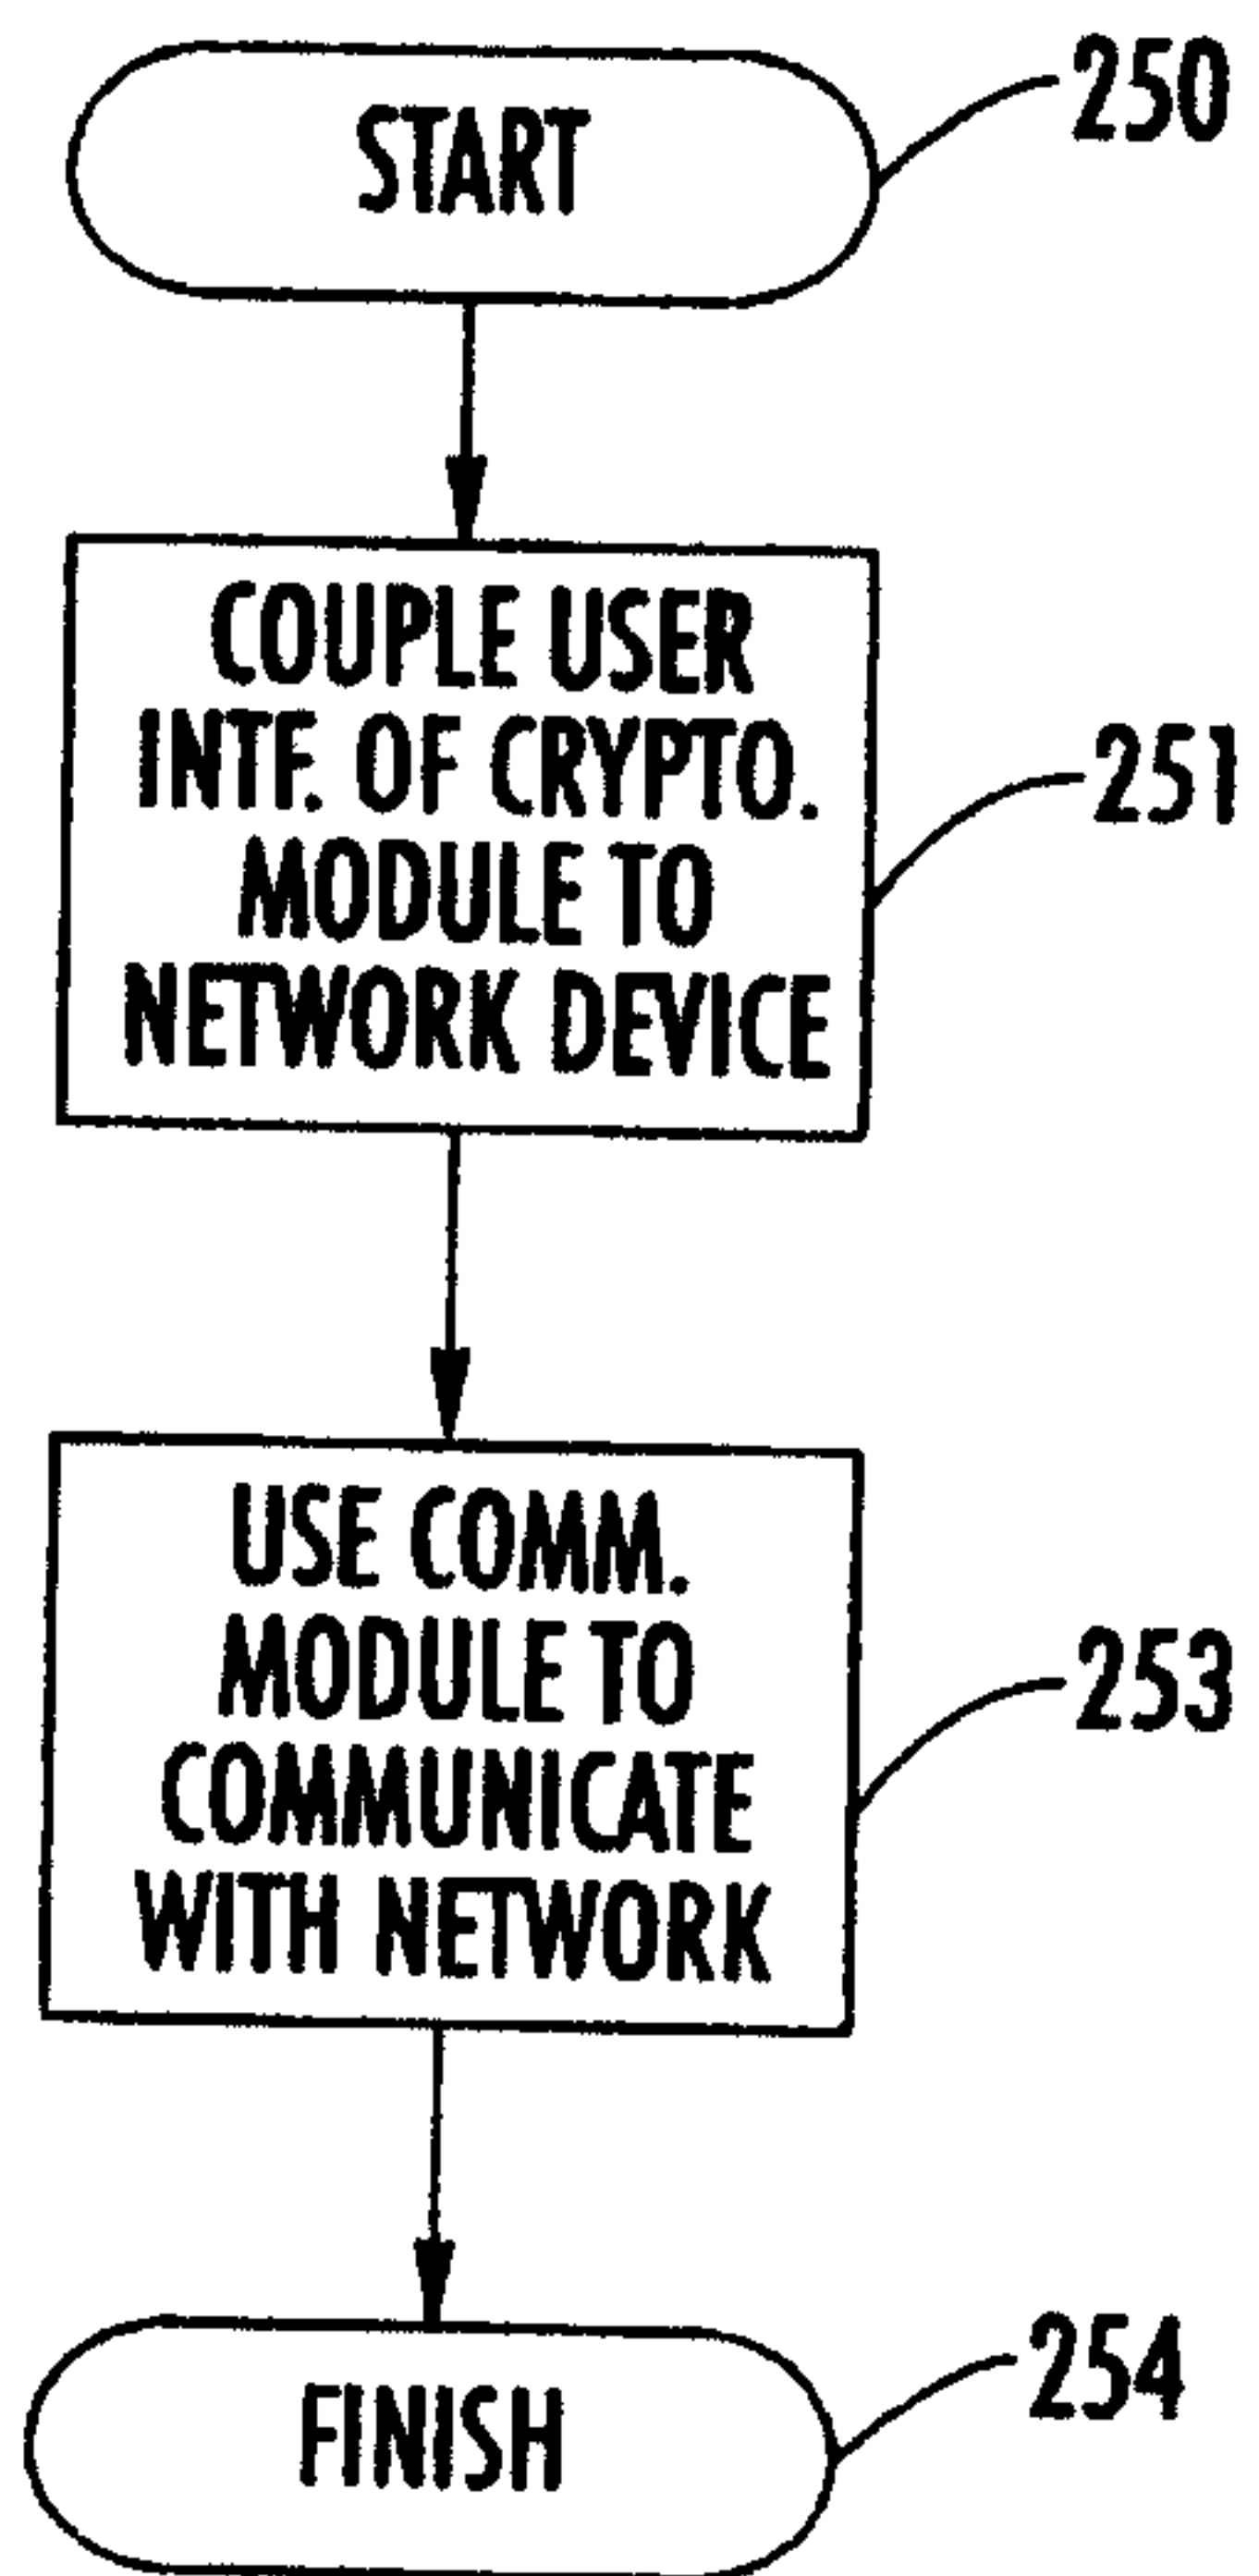 START
250
COUPLE USER
INTF. OF CRYPTO.
MODULE TO
NETWORK DEVICE
251
USE COMM.
MODULE TO
COMMUNICATE
WITH NETWORK
253
FINISH
254